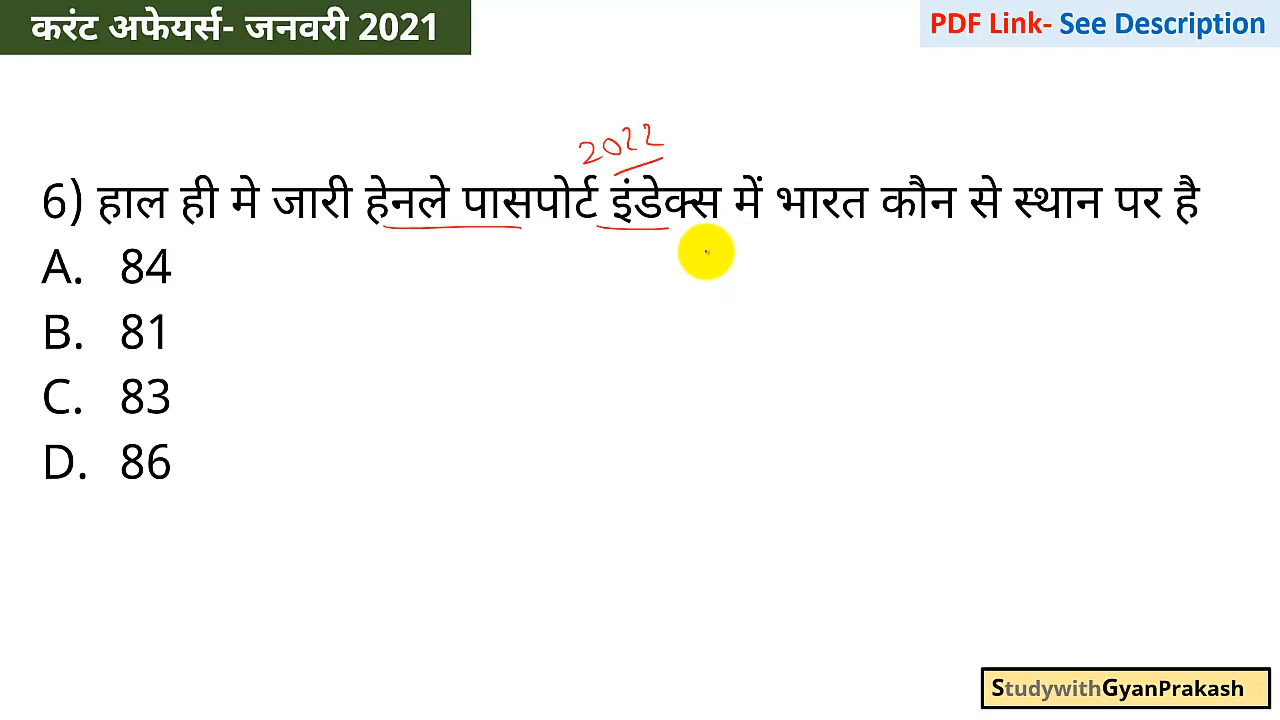 करंट अफेयर्स- जनवरी 2021
PDF Link- See Description
2022
6) हाल ही मे जारी हेनले पासपोर्ट इंडेक्स में भारत कौन से स्थान पर है
A. 84
B. 81
C. 83
D. 86
StudywithGyanPrakash